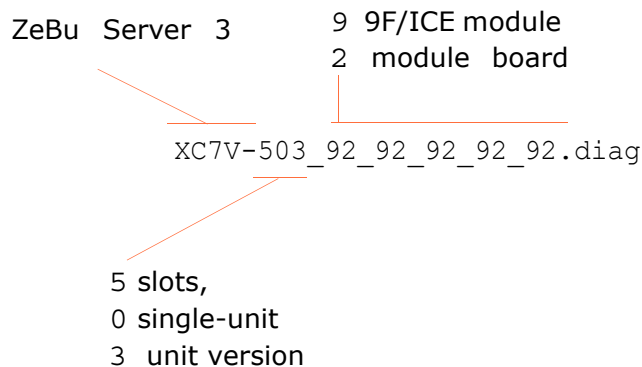 ZeBu Server 3
9 9F/ICE module
2 module board
XC7V-503_92_92_92_92_92.diag
5 slots,
0 single-unit
3 unit version